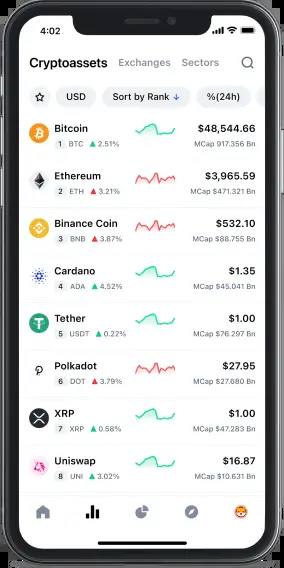 4:02
Cryptoassets Exchanges Sectors
USD Sort by Rank ↓ %(24h)
Bitcoin $48,544.66
1 BTC ▲ 2.51% MCap 917.356 Bn
Ethereum $3,965.59
2 ETH ▲ 3.21% MCap $471.321 Bn
Binance Coin $532.10
3 BNB ▲ 3.87% MCap $88.755 Bn
Cardano $1.35
4 ADA ▲ 4.52% MCap $45.041 Bn
Tether $1.00
5 USDT ▲ 0.22% MCap $76.297 Bn
Polkadot $27.95
6 DOT ▲ 3.79% MCap $27.680 Bn
XRP $1.00
7 XRP ▲ 0.58% MCap $47.283 Bn
Uniswap $16.87
8 UNI ▲ 3.02% MCap $10.631 Bn